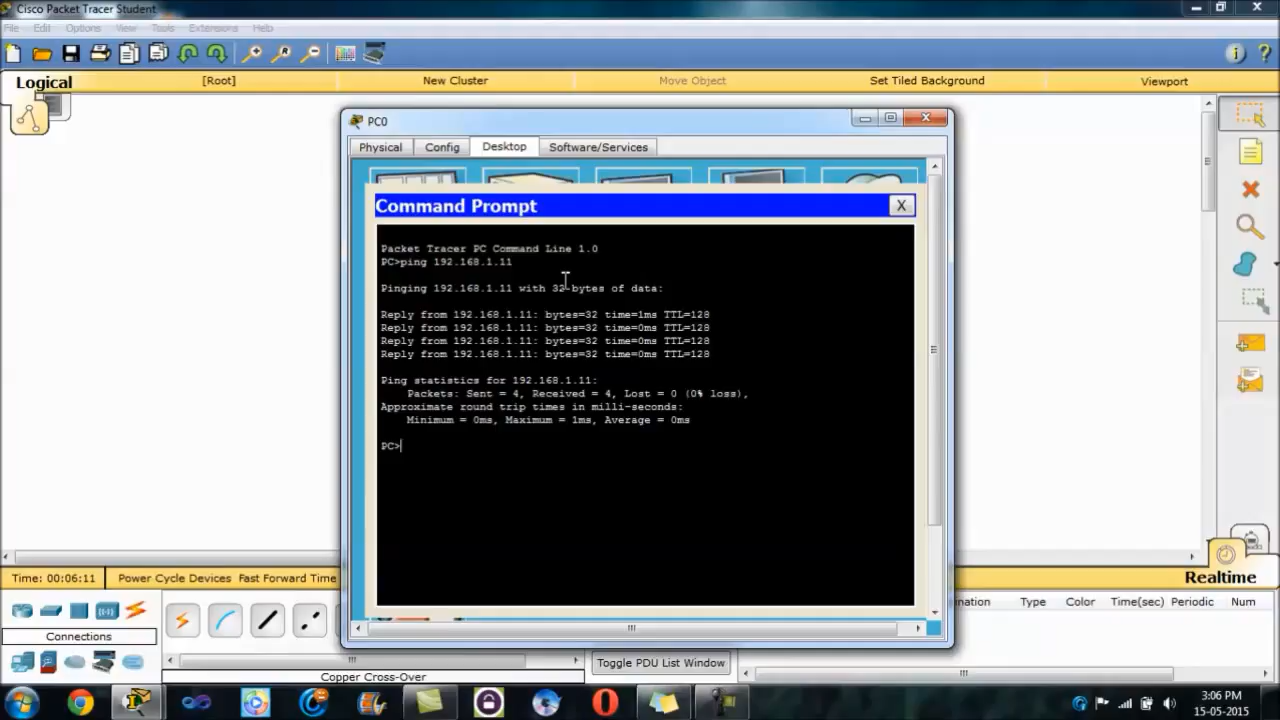 Cisco Packet Tracer Student
File Edit Options View Tools Extensions Help
Logical [Root] New Cluster Move Object Set Tiled Background Viewport
PC0
Physical Config Desktop Software/Services
Command Prompt X
Packet Tracer PC Command Line 1.0
PC>ping 192.168.1.11
Pinging 192.168.1.11 with 32 bytes of data:
Reply from 192.168.1.11: bytes=32 time=1ms TTL=128
Reply from 192.168.1.11: bytes=32 time=0ms TTL=128
Reply from 192.168.1.11: bytes=32 time=0ms TTL=128
Reply from 192.168.1.11: bytes=32 time=0ms TTL=128
Ping statistics for 192.168.1.11:
Packets: Sent = 4, Received = 4, Lost = 0 (0% loss),
Approximate round trip times in milli-seconds:
Minimum = 0ms, Maximum = 1ms, Average = 0ms
PC>
Time: 00:06:11 Power Cycle Devices Fast Forward Time
Realtime
Type Color Time(sec) Periodic Num
Connections
Toggle PDU List Window
Copper Cross-Over
3:06 PM
15-05-2015